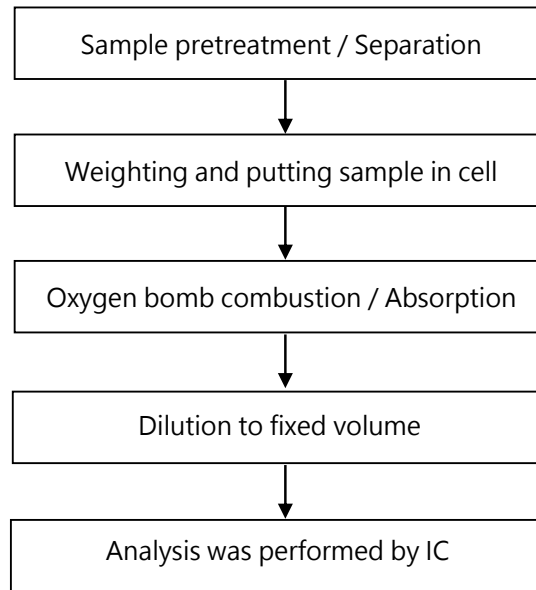 Sample pretreatment / Separation
Weighting and putting sample in cell
Oxygen bomb combustion / Absorption
Dilution to fixed volume
Analysis was performed by IC